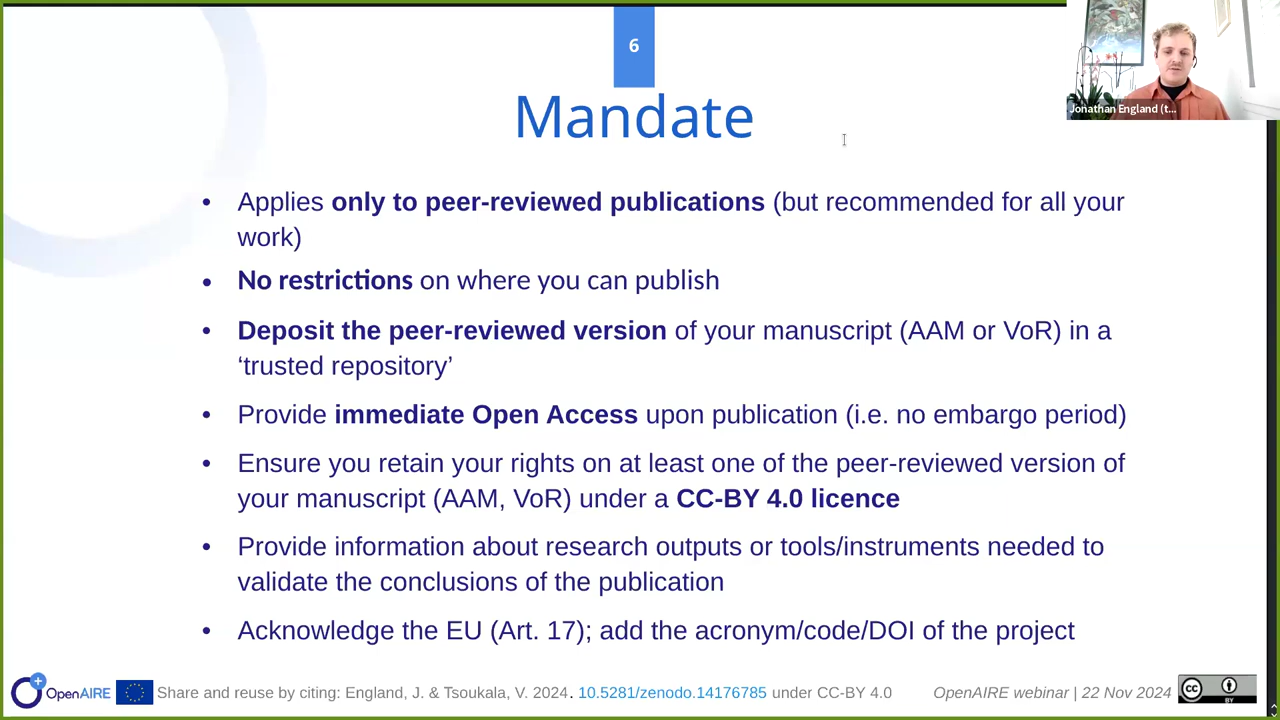 6
Jonathan England (t...
Mandate
• Applies only to peer-reviewed publications (but recommended for all your
work)
• No restrictions on where you can publish
• Deposit the peer-reviewed version of your manuscript (AAM or VoR) in a
‘trusted repository’
• Provide immediate Open Access upon publication (i.e. no embargo period)
• Ensure you retain your rights on at least one of the peer-reviewed version of
your manuscript (AAM, VoR) under a CC-BY 4.0 licence
• Provide information about research outputs or tools/instruments needed to
validate the conclusions of the publication
• Acknowledge the EU (Art. 17); add the acronym/code/DOI of the project
OpenAIRE Share and reuse by citing: England, J. & Tsoukala, V. 2024. 10.5281/zenodo.14176785 under CC-BY 4.0 OpenAIRE webinar | 22 Nov 2024 CC BY